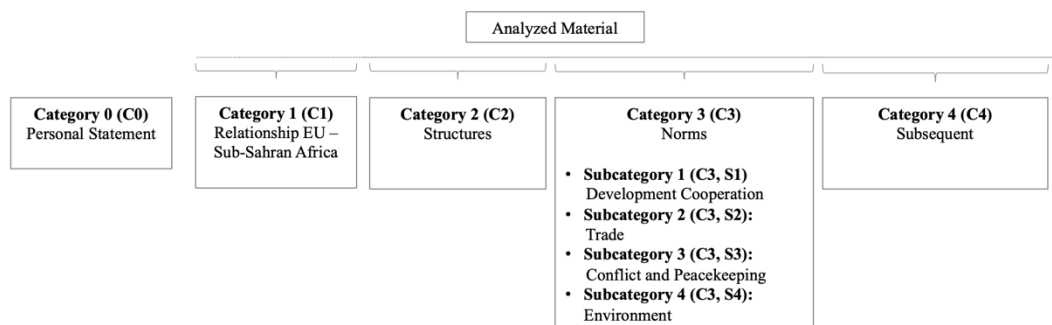 Analyzed Material
Category 0 (C0)
Personal Statement
Category 1 (C1)
Relationship EU –
Sub-Sahran Africa
Category 2 (C2)
Structures
Category 3 (C3)
Norms
• Subcategory 1 (C3, S1)
Development Cooperation
• Subcategory 2 (C3, S2):
Trade
• Subcategory 3 (C3, S3):
Conflict and Peacekeeping
• Subcategory 4 (C3, S4):
Environment
Category 4 (C4)
Subsequent